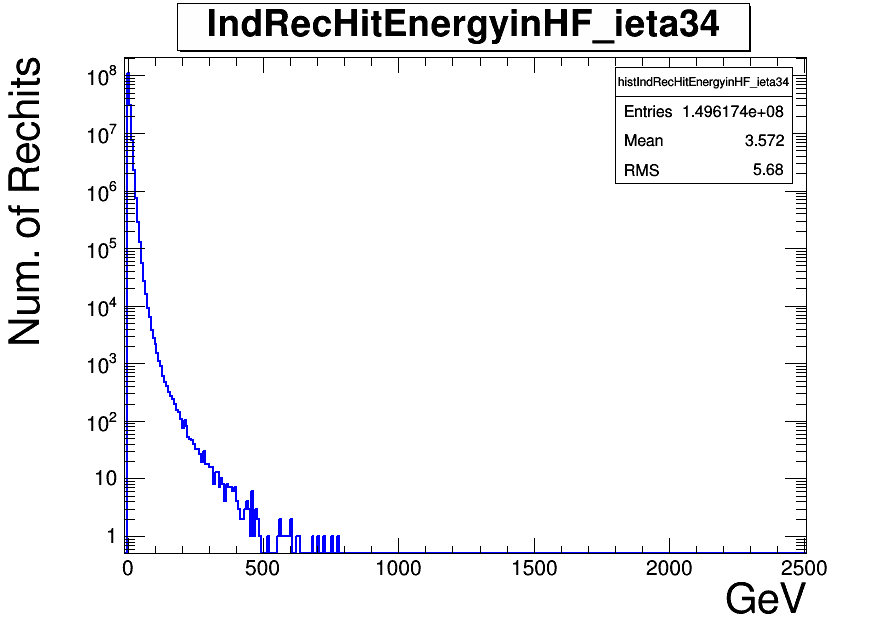 IndRecHitEnergyinHF_ieta34
Num. of Rechits
histIndRecHitEnergyinHF_ieta34
Entries 1.496174e+08
Mean 3.572
RMS 5.68
10^8
10^7
10^6
10^5
10^4
10^3
10^2
10
1
0 500 1000 1500 2000 2500
GeV